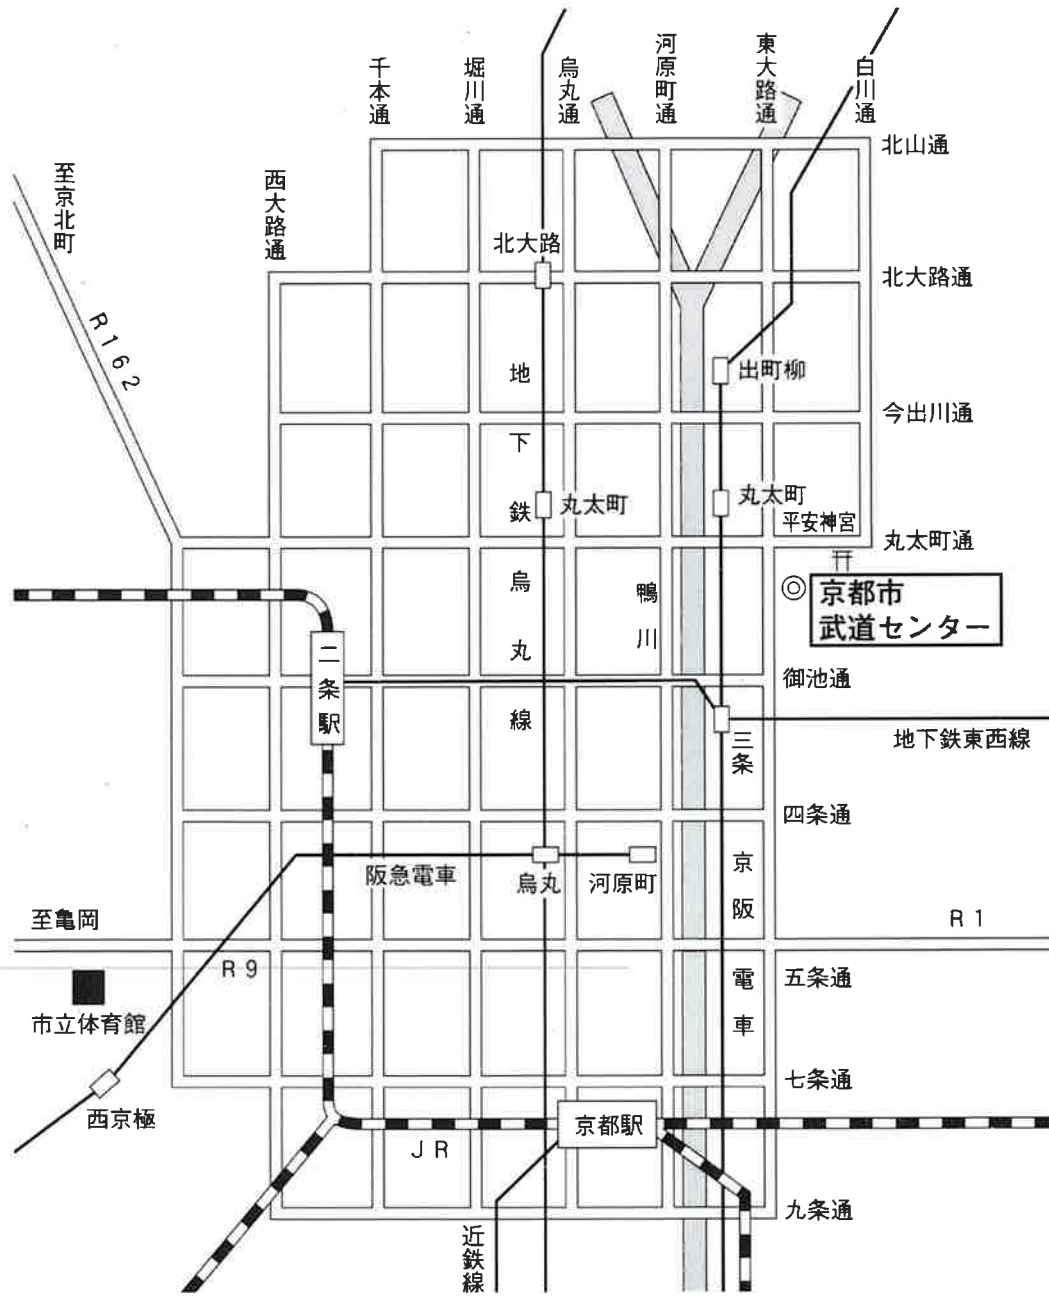 千本通
堀川通
烏丸通
河原町通
東大路通
白川通
北山通
至京北町
西大路通
北大路
北大路通
R162
出町柳
今出川通
地下鉄烏丸線
丸太町
丸太町
平安神宮
丸太町通
鴨川
京都市
武道センター
二条駅
御池通
三条
地下鉄東西線
四条通
阪急電車
烏丸
河原町
京阪電車
至亀岡
R1
R9
五条通
市立体育館
七条通
西京極
京都駅
JR
九条通
近鉄線